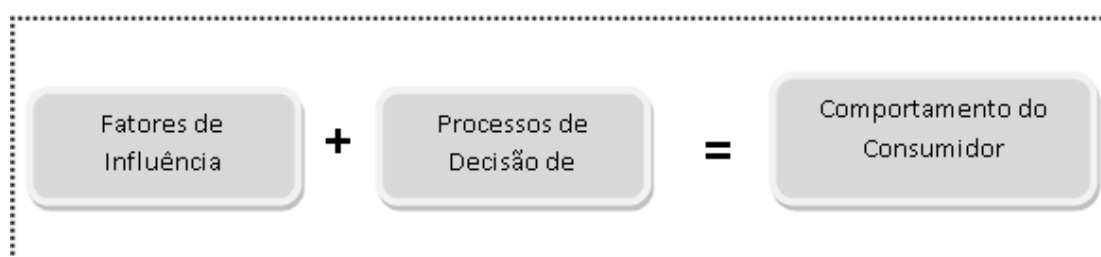 Fatores de
Influência
+
Processos de
Decisão de
=
Comportamento do
Consumidor